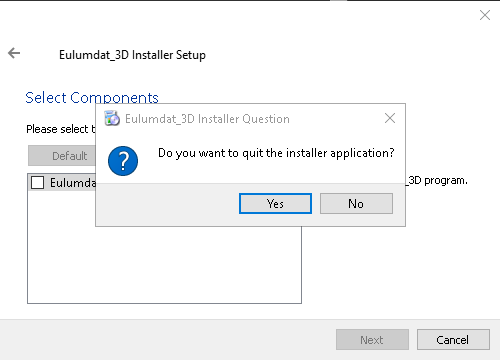 Eulumdat_3D Installer Setup
Select Components
Eulumdat_3D Installer Question
Please select
Do you want to quit the installer application?
Default
Eulumdat
_3D program.
Yes
No
Next
Cancel